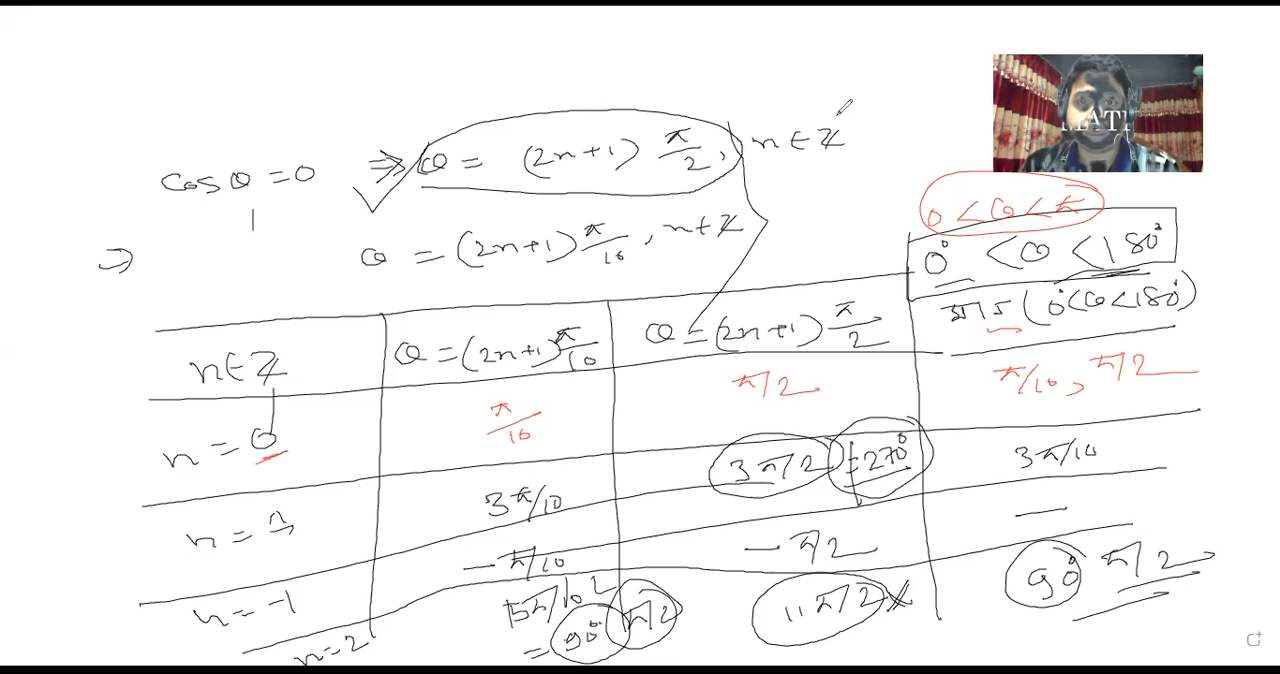 MATH
cos θ = 0 ⇒ θ = (2n+1) π/2, n ∈ ℤ
⇒ θ = (2n+1) π/10, n ∈ ℤ
0 < θ < π
0° < θ < 180°
n ∈ ℤ | θ = (2n+1) π/10 | θ = (2n+1) π/2 | (0° < θ < 180°)
n = 0 | π/10 | π/2 | π/10, π/2
n = | 3π/10 | 3π/2 = 270° | 3π/10
n = -1 | -π/10 | -π/2 | —
n = 2 | 5π/10 = 90° π/2 | 11π/2 × | 90° π/2